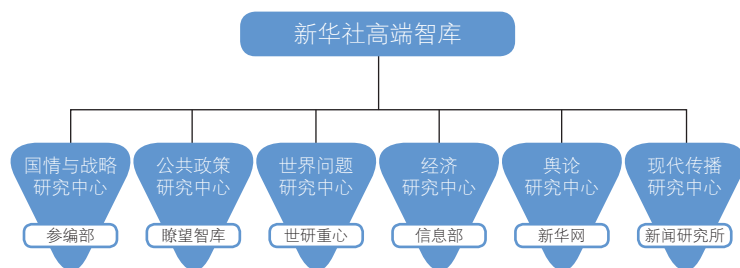 新华社高端智库
国情与战略
研究中心
参编部
公共政策
研究中心
瞭望智库
世界问题
研究中心
世研重心
经济
研究中心
信息部
舆论
研究中心
新华网
现代传播
研究中心
新闻研究所